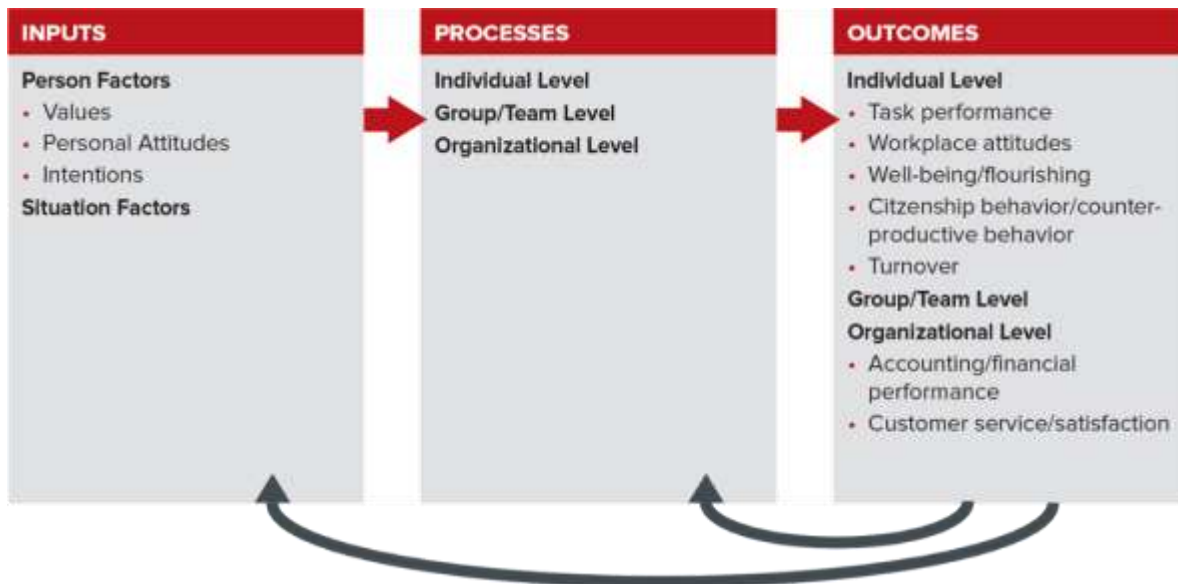 INPUTS
Person Factors
• Values
• Personal Attitudes
• Intentions
Situation Factors
PROCESSES
Individual Level
Group/Team Level
Organizational Level
OUTCOMES
Individual Level
• Task performance
• Workplace attitudes
• Well-being/flourishing
• Citzenship behavior/counter-
productive behavior
• Turnover
Group/Team Level
Organizational Level
• Accounting/financial
performance
• Customer service/satisfaction